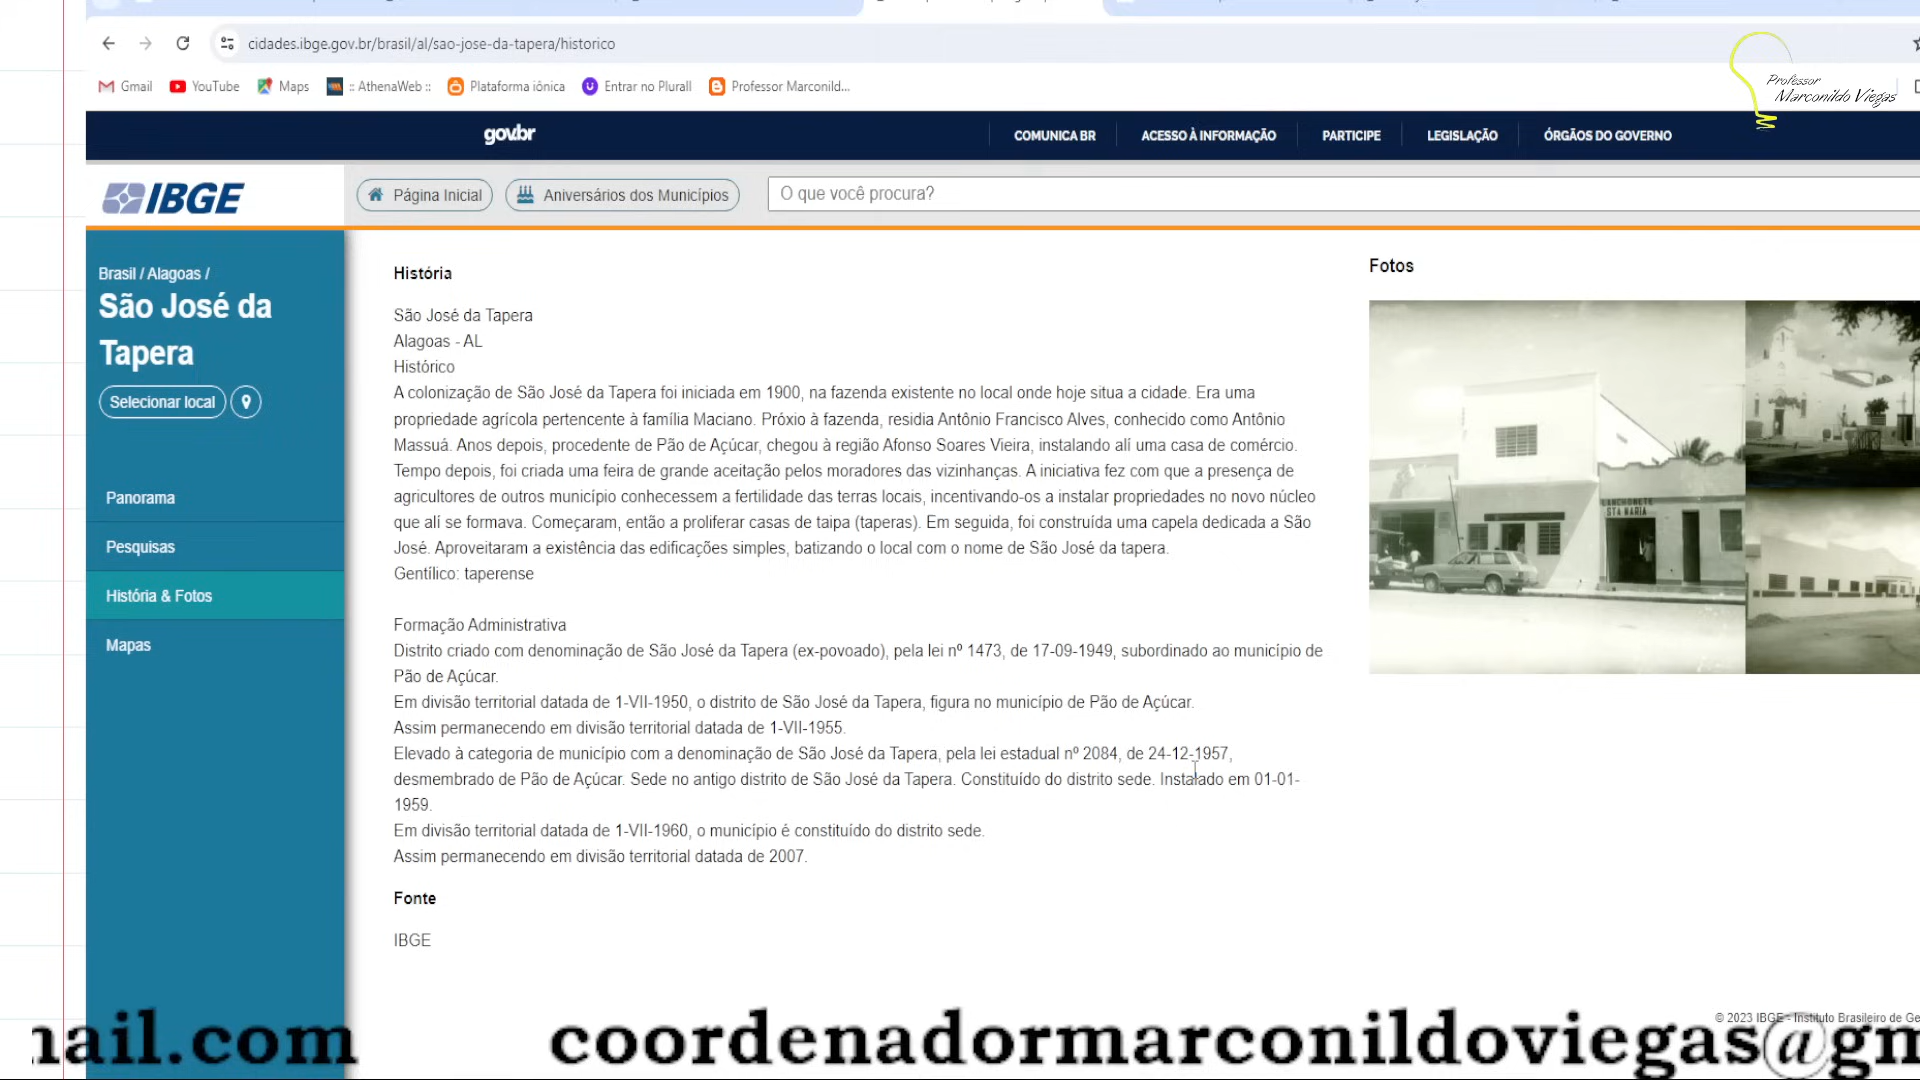 cidades.ibge.gov.br/brasil/al/sao-jose-da-tapera/historico
Gmail YouTube Maps :: AthenaWeb :: Plataforma iônica Entrar no Plurall Professor Marconild...
Professor
Marconildo Viegas
gov.br COMUNICA BR ACESSO À INFORMAÇÃO PARTICIPE LEGISLAÇÃO ÓRGÃOS DO GOVERNO
IBGE Página Inicial Aniversários dos Municípios O que você procura?
Brasil / Alagoas /
São José da
Tapera
Selecionar local
Panorama
Pesquisas
História & Fotos
Mapas
História
São José da Tapera
Alagoas - AL
Histórico
A colonização de São José da Tapera foi iniciada em 1900, na fazenda existente no local onde hoje situa a cidade. Era uma
propriedade agrícola pertencente à família Maciano. Próxio à fazenda, residia Antônio Francisco Alves, conhecido como Antônio
Massuá. Anos depois, procedente de Pão de Açúcar, chegou à região Afonso Soares Vieira, instalando alí uma casa de comércio.
Tempo depois, foi criada uma feira de grande aceitação pelos moradores das vizinhanças. A iniciativa fez com que a presença de
agricultores de outros município conhecessem a fertilidade das terras locais, incentivando-os a instalar propriedades no novo núcleo
que alí se formava. Começaram, então a proliferar casas de taipa (taperas). Em seguida, foi construída uma capela dedicada a São
José. Aproveitaram a existência das edificações simples, batizando o local com o nome de São José da tapera.
Gentílico: taperense
Formação Administrativa
Distrito criado com denominação de São José da Tapera (ex-povoado), pela lei nº 1473, de 17-09-1949, subordinado ao município de
Pão de Açúcar.
Em divisão territorial datada de 1-VII-1950, o distrito de São José da Tapera, figura no município de Pão de Açúcar.
Assim permanecendo em divisão territorial datada de 1-VII-1955.
Elevado à categoria de município com a denominação de São José da Tapera, pela lei estadual nº 2084, de 24-12-1957,
desmembrado de Pão de Açúcar. Sede no antigo distrito de São José da Tapera. Constituído do distrito sede. Instalado em 01-01-
1959.
Em divisão territorial datada de 1-VII-1960, o município é constituído do distrito sede.
Assim permanecendo em divisão territorial datada de 2007.
Fonte
IBGE
Fotos
LANCHONETE
STA MARIA
© 2023 IBGE - Instituto Brasileiro de Ge
mail.com coordenadormarconildoviegas@gm